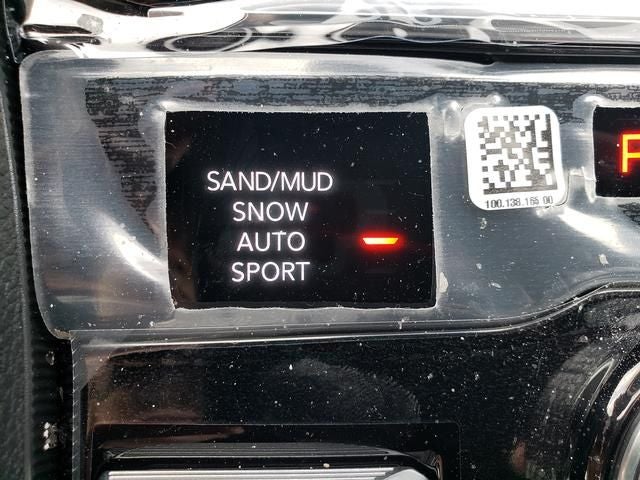 SAND/MUD
SNOW
AUTO
SPORT
100.138.165 00
P